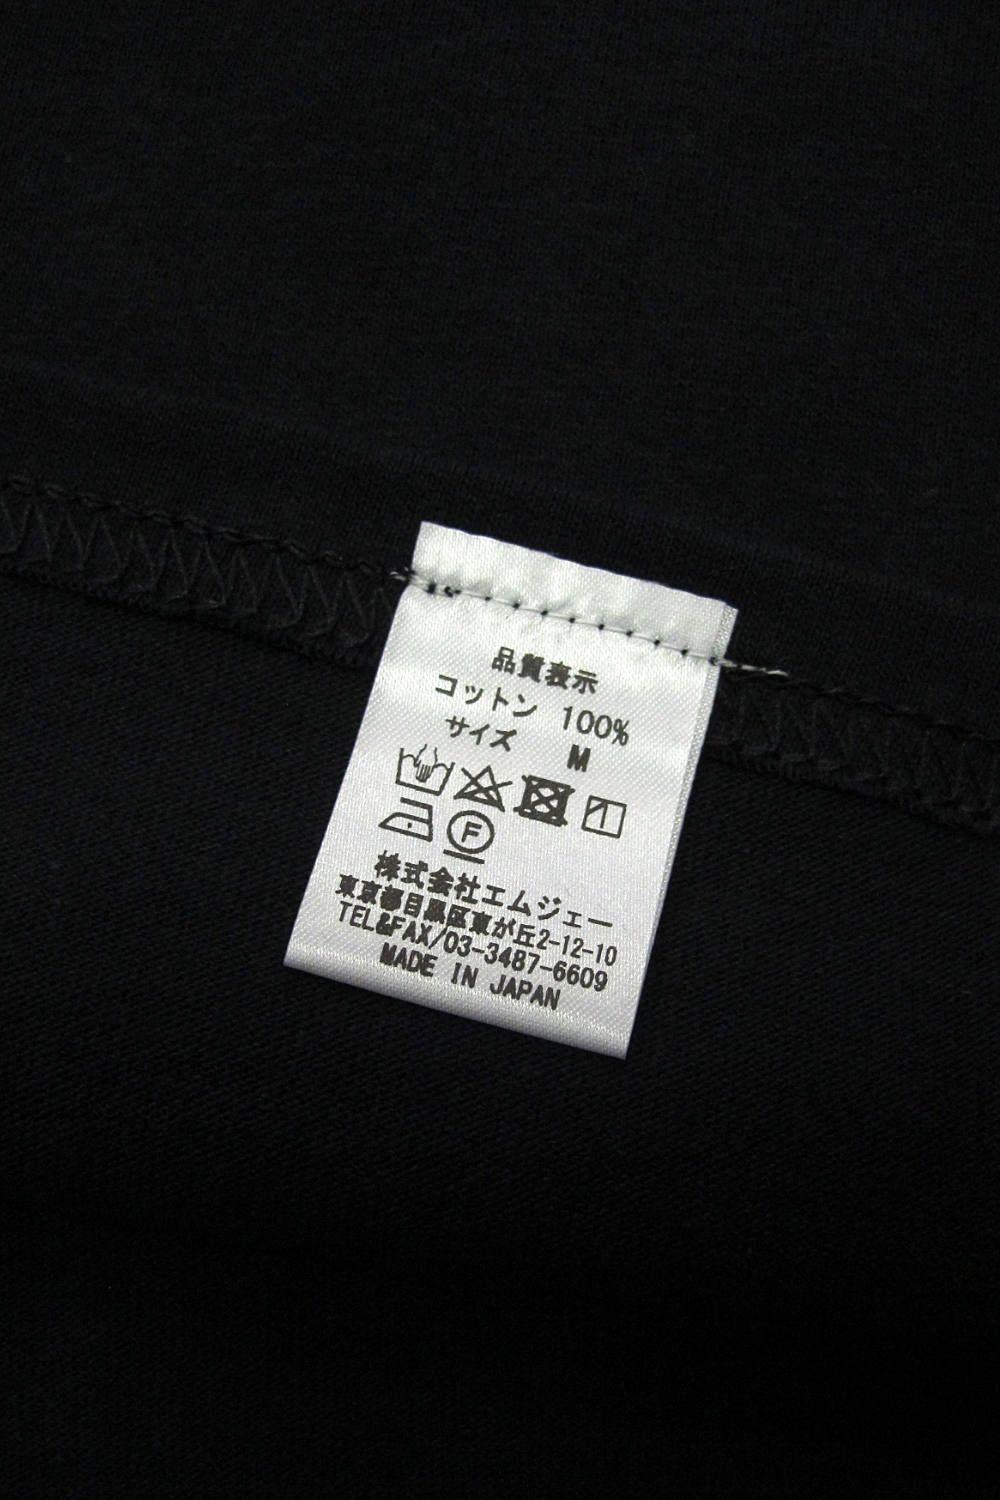 品質表示
コットン 100%
サイズ M
F
株式会社エムジェー
東京都目黒区東が丘2-12-10
TEL&FAX/03-3487-6609
MADE IN JAPAN